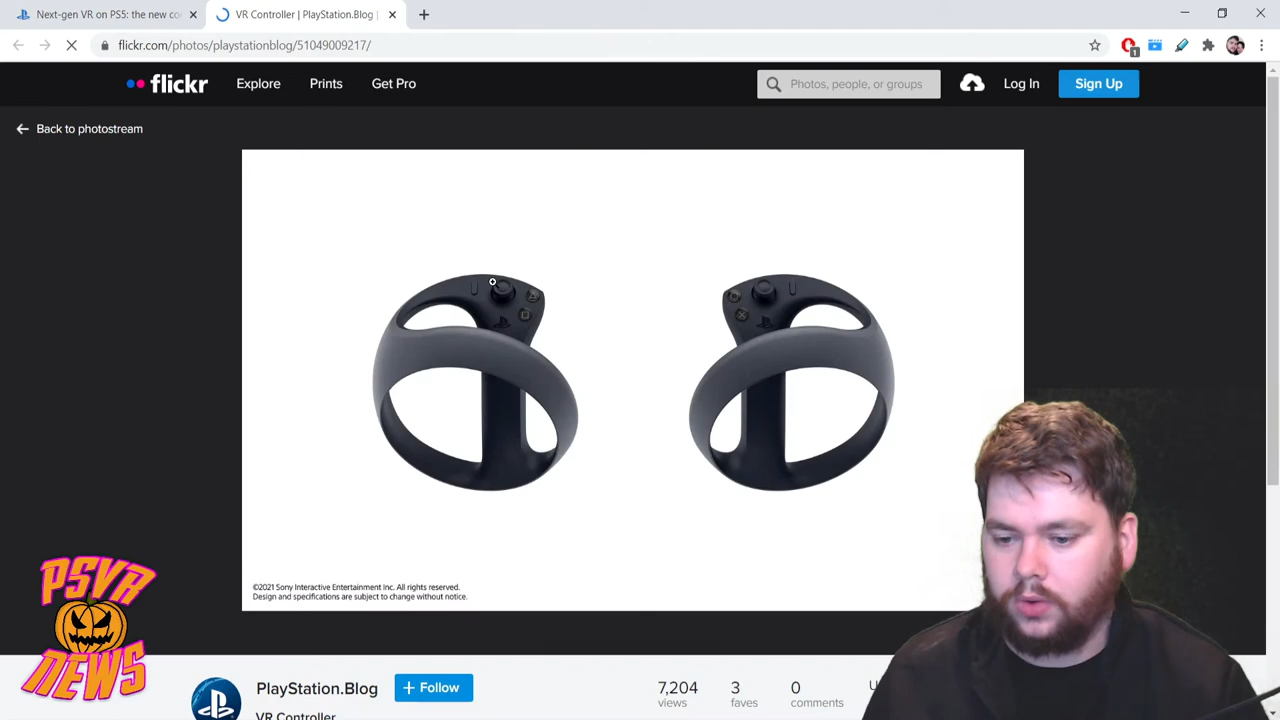 Next-gen VR on PS5: the new co
VR Controller | PlayStation.Blog |
flickr.com/photos/playstationblog/51049009217/
1
flickr
Explore
Prints
Get Pro
Photos, people, or groups
Log In
Sign Up
Back to photostream
©2021 Sony Interactive Entertainment Inc. All rights reserved.
Design and specifications are subject to change without notice.
PSVR
NEWS
PlayStation.Blog
+ Follow
VR Controller
7,204
views
3
faves
0
comments